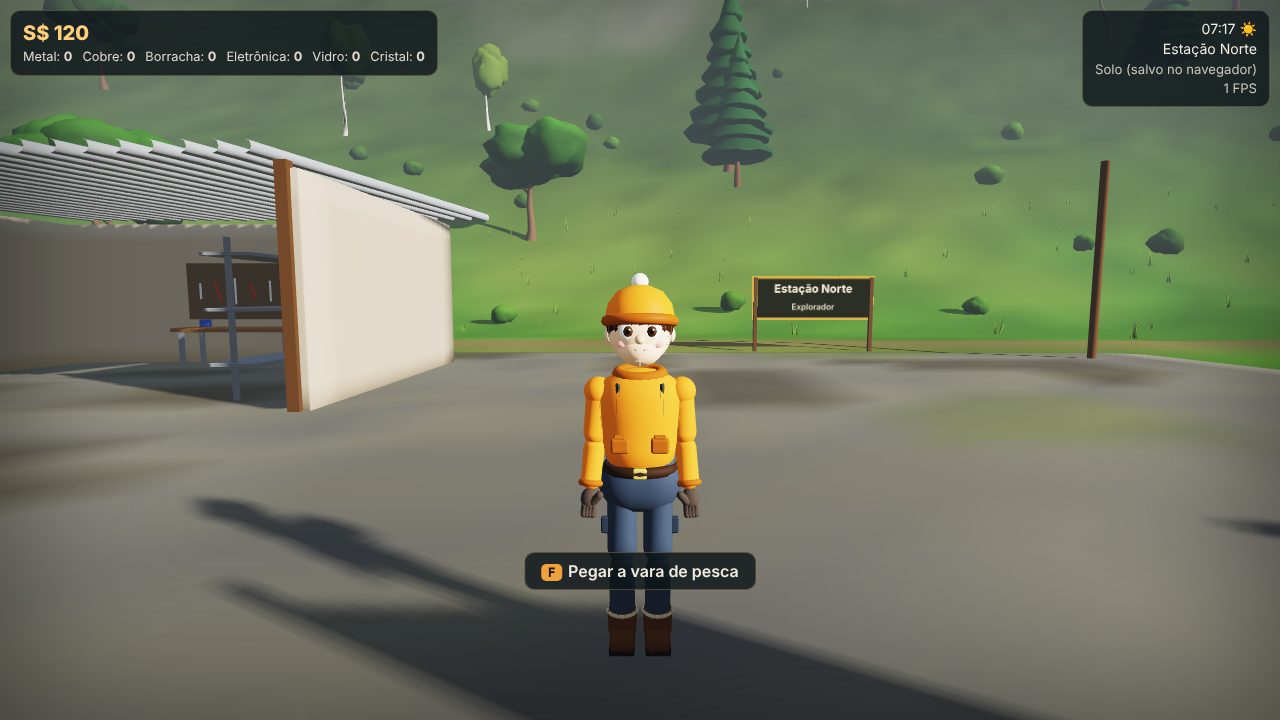 S$ 120
Metal: 0 Cobre: 0 Borracha: 0 Eletrônica: 0 Vidro: 0 Cristal: 0
07:17
Estação Norte
Solo (salvo no navegador)
1 FPS
Estação Norte
Explorador
F Pegar a vara de pesca